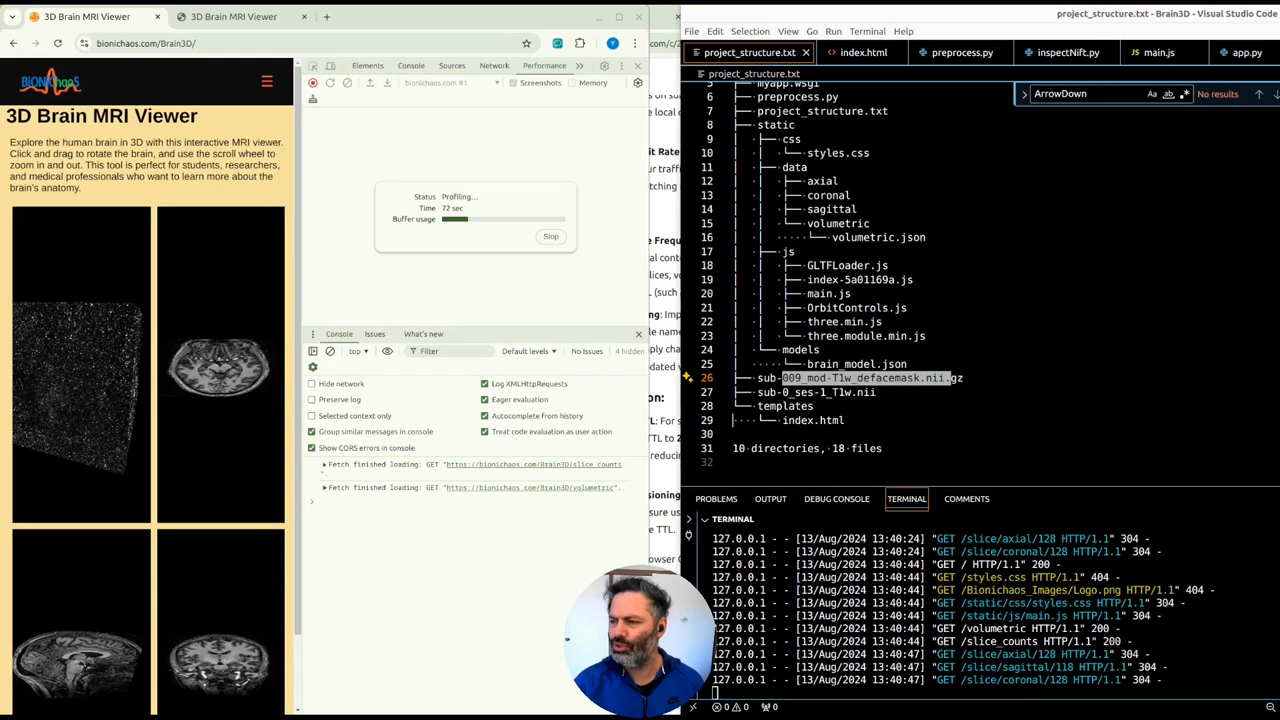 3D Brain MRI Viewer
3D Brain MRI Viewer
project_structure.txt - Brain3D - Visual Studio Code
bionichaos.com/Brain3D/
File Edit Selection View Go Run Terminal Help
project_structure.txt
index.html
preprocess.py
inspectNift.py
main.js
app.py
BIONICHAOS
3D Brain MRI Viewer
Explore the human brain in 3D with this interactive MRI viewer.
Click and drag to rotate the brain, and use the scroll wheel to
zoom in and out. This tool is perfect for students, researchers,
and medical professionals who want to learn more about the
brain's anatomy.
Elements Console Sources Network Performance
bionichaos.com #1
Screenshots
Memory
Status Profiling...
Time 72 sec
Buffer usage
Stop
Console Issues What's new
top
Filter
Default levels
No Issues
4 hidden
Hide network
Log XMLHttpRequests
Preserve log
Eager evaluation
Selected context only
Autocomplete from history
Group similar messages in console
Treat code evaluation as user action
Show CORS errors in console
Fetch finished loading: GET "https://bionichaos.com/Brain3D/slice_counts
".
Fetch finished loading: GET "https://bionichaos.com/Brain3D/volumetric".
project_structure.txt
ArrowDown
No results
5 myapp.wsgi
6 preprocess.py
7 project_structure.txt
8 static
9 css
10 styles.css
11 data
12 axial
13 coronal
14 sagittal
15 volumetric
16 volumetric.json
17 js
18 GLTFLoader.js
19 index-5a01169a.js
20 main.js
21 OrbitControls.js
22 three.min.js
23 three.module.min.js
24 models
25 brain_model.json
26 sub-009_mod-T1w_defacemask.nii.gz
27 sub-0_ses-1_T1w.nii
28 templates
29 index.html
30
31 10 directories, 18 files
32
PROBLEMS OUTPUT DEBUG CONSOLE TERMINAL COMMENTS
TERMINAL
127.0.0.1 - - [13/Aug/2024 13:40:24] "GET /slice/axial/128 HTTP/1.1" 304 -
127.0.0.1 - - [13/Aug/2024 13:40:24] "GET /slice/coronal/128 HTTP/1.1" 304 -
127.0.0.1 - - [13/Aug/2024 13:40:44] "GET / HTTP/1.1" 200 -
127.0.0.1 - - [13/Aug/2024 13:40:44] "GET /styles.css HTTP/1.1" 404 -
127.0.0.1 - - [13/Aug/2024 13:40:44] "GET /Bionichaos_Images/Logo.png HTTP/1.1" 404 -
127.0.0.1 - - [13/Aug/2024 13:40:44] "GET /static/css/styles.css HTTP/1.1" 304 -
127.0.0.1 - - [13/Aug/2024 13:40:44] "GET /static/js/main.js HTTP/1.1" 304 -
127.0.0.1 - - [13/Aug/2024 13:40:44] "GET /volumetric HTTP/1.1" 200 -
127.0.0.1 - - [13/Aug/2024 13:40:44] "GET /slice_counts HTTP/1.1" 200 -
127.0.0.1 - - [13/Aug/2024 13:40:47] "GET /slice/axial/128 HTTP/1.1" 304 -
127.0.0.1 - - [13/Aug/2024 13:40:47] "GET /slice/sagittal/118 HTTP/1.1" 304 -
127.0.0.1 - - [13/Aug/2024 13:40:47] "GET /slice/coronal/128 HTTP/1.1" 304 -
0 0 0